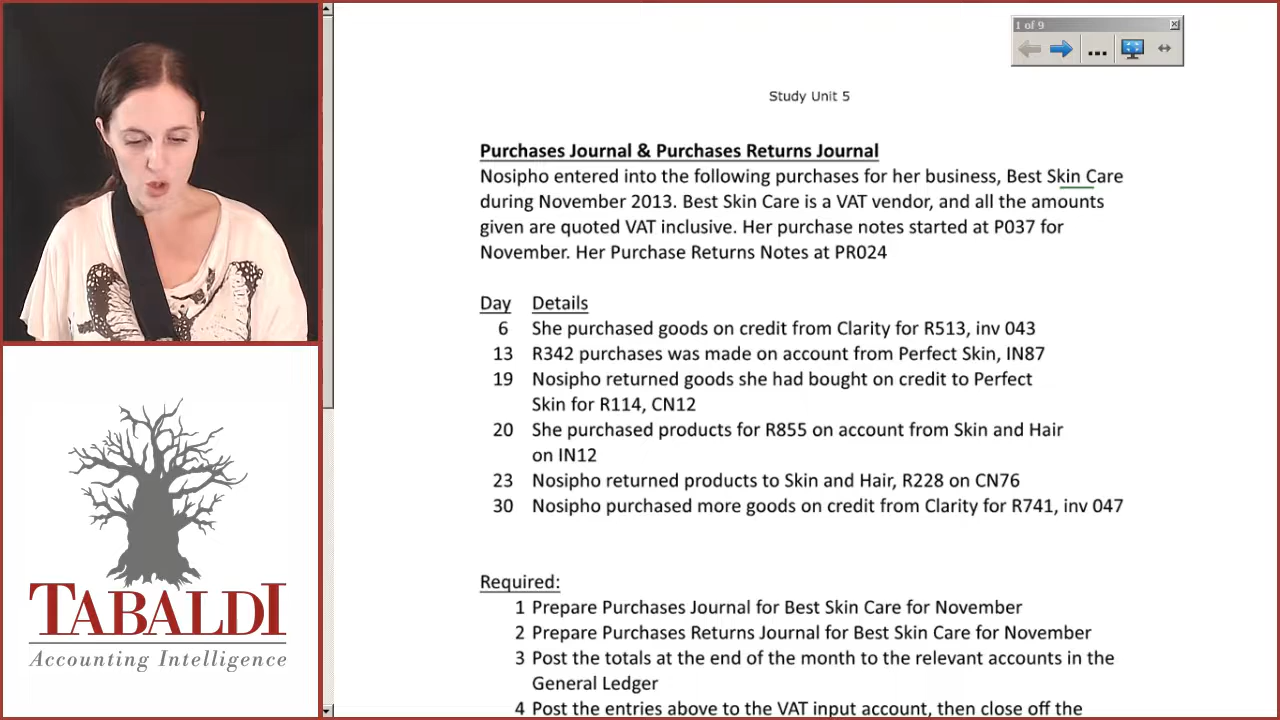 1 of 9
Study Unit 5
Purchases Journal & Purchases Returns Journal
Nosipho entered into the following purchases for her business, Best Skin Care
during November 2013. Best Skin Care is a VAT vendor, and all the amounts
given are quoted VAT inclusive. Her purchase notes started at P037 for
November. Her Purchase Returns Notes at PR024
Day Details
6 She purchased goods on credit from Clarity for R513, inv 043
13 R342 purchases was made on account from Perfect Skin, IN87
19 Nosipho returned goods she had bought on credit to Perfect
Skin for R114, CN12
20 She purchased products for R855 on account from Skin and Hair
on IN12
23 Nosipho returned products to Skin and Hair, R228 on CN76
30 Nosipho purchased more goods on credit from Clarity for R741, inv 047
Required:
1 Prepare Purchases Journal for Best Skin Care for November
2 Prepare Purchases Returns Journal for Best Skin Care for November
3 Post the totals at the end of the month to the relevant accounts in the
General Ledger
4 Post the entries above to the VAT input account, then close off the
TABALDI
Accounting Intelligence